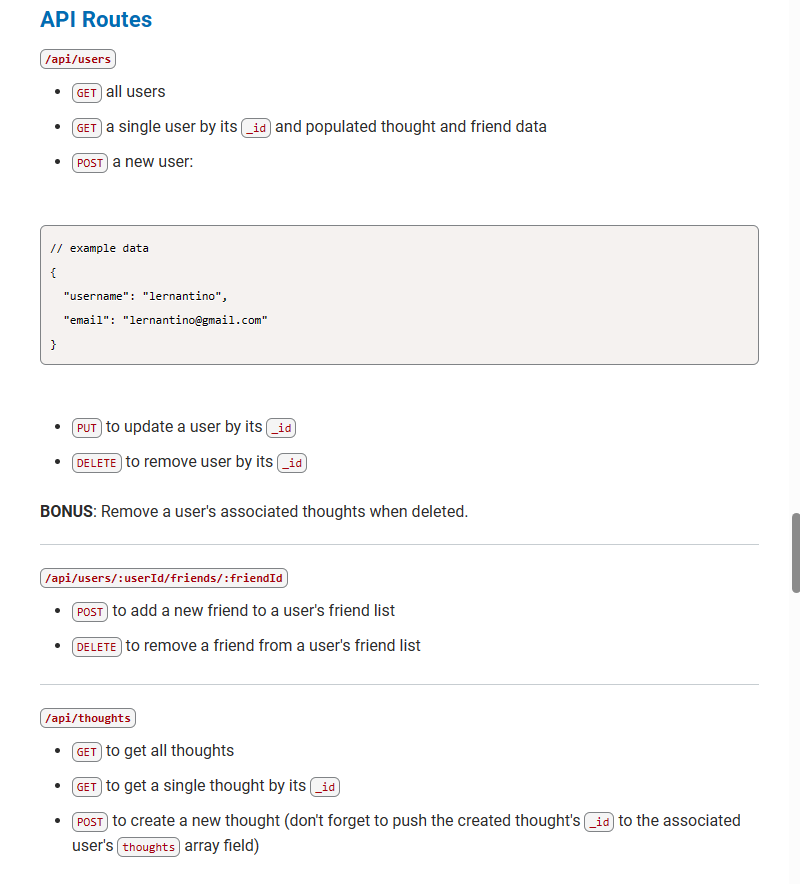 API Routes
/api/users
GET all users
GET a single user by its _id and populated thought and friend data
POST a new user:
// example data
{
  "username": "lernantino",
  "email": "lernantino@gmail.com"
}
PUT to update a user by its _id
DELETE to remove user by its _id
BONUS: Remove a user's associated thoughts when deleted.
/api/users/:userId/friends/:friendId
POST to add a new friend to a user's friend list
DELETE to remove a friend from a user's friend list
/api/thoughts
GET to get all thoughts
GET to get a single thought by its _id
POST to create a new thought (don't forget to push the created thought's _id to the associated
user's thoughts array field)